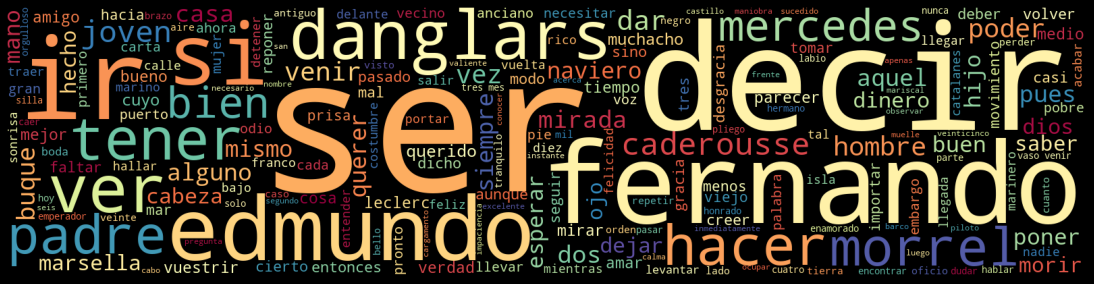 ir
si
ser
decir
danglars
mercedes
fernando
edmundo
tener
ver
padre
hacer
morrel
caderousse
bien
joven
casa
venir
vez
naviero
dar
muchacho
poder
hombre
buen
saber
poner
morir
dios
hijo
dinero
aquel
pues
mirada
siempre
querer
querido
dicho
mismo
alguno
cabeza
buque
marsella
mano
hecho
amigo
hacia
brazo
orgulloso
aire
ahora
antiguo
carta
calle
primero
bueno
mujer
detener
traer
gran
marino
silla
cuyo
puerto
sonrisa
mejor
odio
caer
boda
faltar
hallar
franco
cada
hoy
bajo
solo
caso
cosa
seis
emperador
veinte
mar
segundo
pregunta
cabo
vuestrir
cierto
entonces
verdad
llevar
bello
pronto
feliz
leclerc
aunque
entender
tranquilo
instante
impaciencia
cargamento
excelente
costumbre
prisa
portar
nombre
necesario
san
valiente
visto
acerca
conocer
tres mes
salir
vuelta
modo
mal
pasado
reponer
rico
delante
vecino
anciano
necesitar
negro
sino
tiempo
voz
pie
mil
diez
esperar
seguir
mirar
dos
mientras
amar
dejar
ojo
felicidad
gracia
desgracia
tres
parecer
menos
viejo
creer
palabra
repetir
honrado
inmediatamente
orden
pasar
calma
ocupar
levantar
lado
cuatro
tierra
isla
importar
embargo
tal
veinticinco
muelle
pliego
hermano
frente
mariscal
apenas
observar
labio
tomar
castillo
maniobra
sucedido
deber
volver
nunca
llegar
perder
medio
acabar
casi
movimiento
catalanes
pobre
parte
vaso venir
llegada
marinero
cuanto
enamorado
barco
piloto
luego
nadie
encontrar
oficio
dudar
hablar